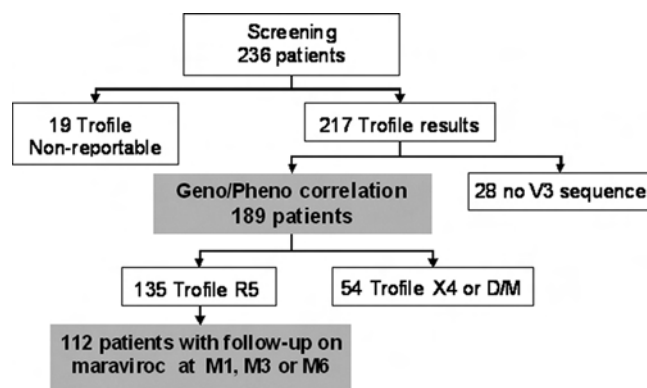 Screening
236 patients
19 Trofile
Non-reportable
217 Trofile results
Geno/Pheno correlation
189 patients
28 no V3 sequence
135 Trofile R5
54 Trofile X4 or D/M
112 patients with follow-up on
maraviroc at M1, M3 or M6